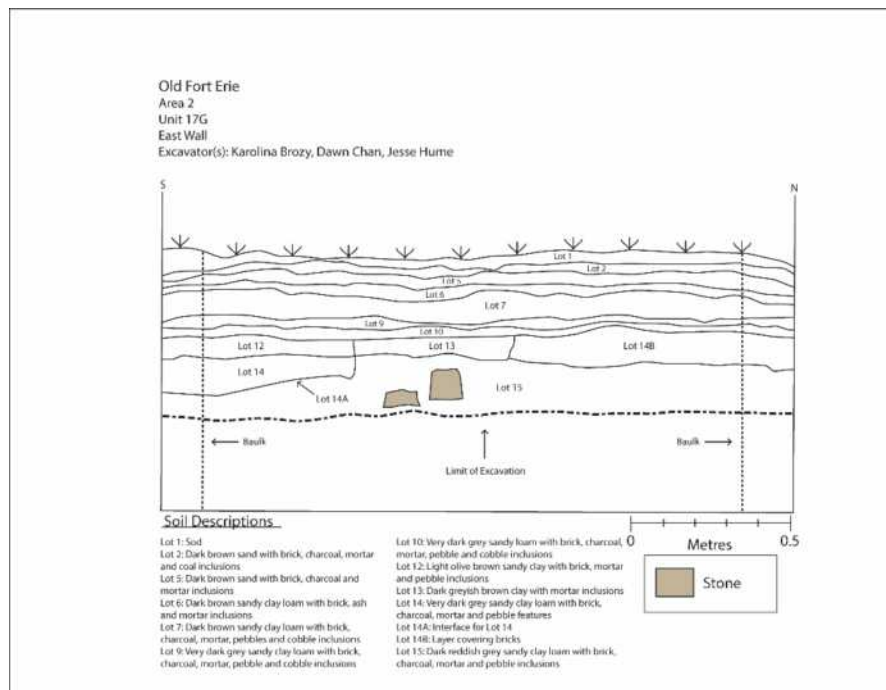 Old Fort Erie
Area 2
Unit 17G
East Wall
Excavator(s): Karolina Brozy, Dawn Chan, Jesse Hume
S
N
Lot 1
Lot 2
Lot 5
Lot 6
Lot 7
Lot 9
Lot 10
Lot 12
Lot 13
Lot 14B
Lot 14
Lot 14A
Lot 15
Baulk
Baulk
Limit of Excavation
Soil Descriptions
Lot 1: Sod
Lot 2: Dark brown sand with brick, charcoal, mortar
and coal inclusions
Lot 5: Dark brown sand with brick, charcoal and
mortar inclusions
Lot 6: Dark brown sandy clay loam with brick, ash
and mortar inclusions
Lot 7: Dark brown sandy clay loam with brick,
charcoal, mortar, pebbles and cobble inclusions
Lot 9: Very dark grey sandy clay loam with brick,
charcoal, mortar, pebble and cobble inclusions
Lot 10: Very dark grey sandy loam with brick, charcoal,
mortar, pebble and cobble inclusions
Lot 12: Light olive brown sandy clay with brick, mortar
and pebble inclusions
Lot 13: Dark greyish brown clay with mortar inclusions
Lot 14: Very dark grey sandy clay loam with brick,
charcoal, mortar and pebble features
Lot 14A: Interface for Lot 14
Lot 14B: Layer covering bricks
Lot 15: Dark reddish grey sandy clay loam with brick,
charcoal, mortar and pebble inclusions
0 Metres 0.5
Stone